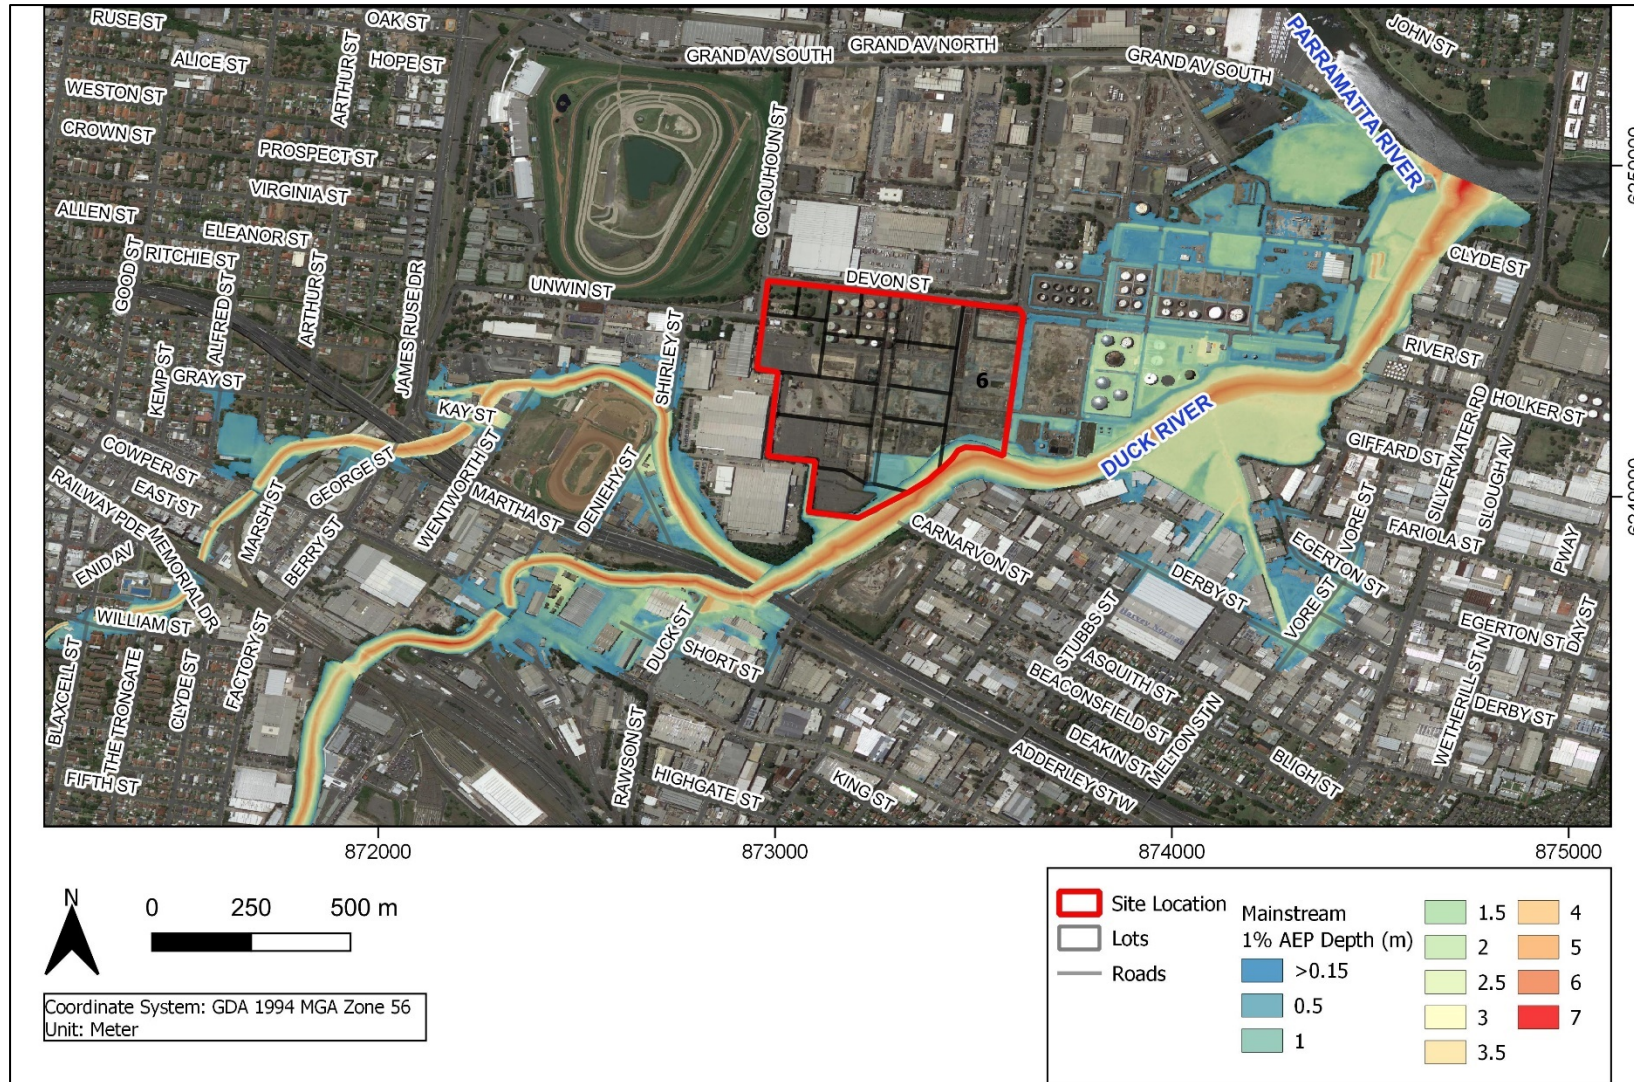 RUSE ST
OAK ST
ALICE ST
ARTHUR ST
HOPE ST
WESTON ST
CROWN ST
PROSPECT ST
VIRGINIA ST
ALLEN ST
ELEANOR ST
RITCHIE ST
GOOD ST
ALFRED ST
ARTHUR ST
JAMES RUSE DR
KEMP ST
GRAY ST
GRAND AV SOUTH
GRAND AV NORTH
GRAND AV SOUTH
JOHN ST
PARRAMATTA RIVER
COLQUHOUN ST
UNWIN ST
DEVON ST
SHIRLEY ST
CLYDE ST
RIVER ST
6
HOLKER ST
SILVERWATER RD
SLOUGH AV
GIFFARD ST
DUCK RIVER
KAY ST
COWPER ST
EAST ST
RAILWAY PDE
GEORGE ST
WENTWORTH ST
MARTHA ST
DENIEHY ST
MARSH ST
BERRY ST
ENID AV
MEMORIAL DR
WILLIAM ST
BLAXCELL ST
THE TRONGATE
CLYDE ST
FACTORY ST
FIFTH ST
CARNARVON ST
VORE ST
FARIOLA ST
EGERTON ST
PWAY
DERBY ST
VORE ST
STUBBS ST
EGERTON ST
DAY ST
DUCK ST
SHORT ST
ASQUITH ST
BEACONSFIELD ST
DEAKIN ST
MELTON ST N
WETHERILL ST N
DERBY ST
BLIGH ST
ADDERLEY ST W
RAWSON ST
HIGHGATE ST
KING ST
6250000
872000
873000
874000
875000
N
0
250
500 m
Coordinate System: GDA 1994 MGA Zone 56
Unit: Meter
Site Location
Lots
Roads
Mainstream
1% AEP Depth (m)
>0.15
0.5
1
1.5
2
2.5
3
3.5
4
5
6
7